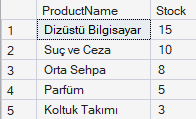 ProductName Stock
1 Dizüstü Bilgisayar 15
2 Suç ve Ceza 10
3 Orta Sehpa 8
4 Parfüm 5
5 Koltuk Takımı 3